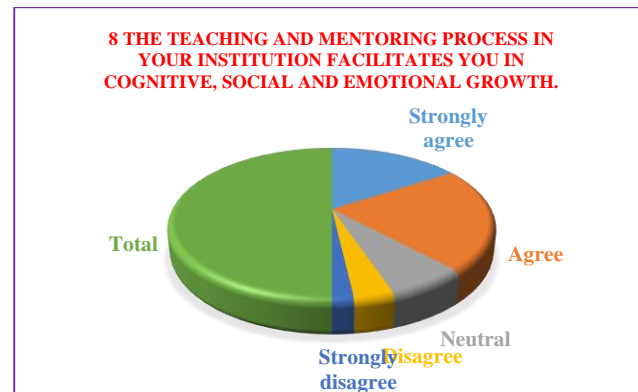 8 THE TEACHING AND MENTORING PROCESS IN
YOUR INSTITUTION FACILITATES YOU IN
COGNITIVE, SOCIAL AND EMOTIONAL GROWTH.
Strongly
agree
Total
Agree
Neutral
Disagree
Strongly
disagree